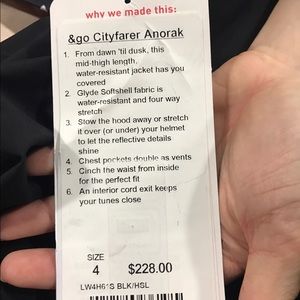 why we made this:
&go Cityfarer Anorak
1. From dawn 'til dusk, this
mid-thigh length,
water-resistant jacket has you
covered
2. Glyde Softshell fabric is
water-resistant and four way
stretch
3. Stow the hood away or stretch
it over (or under) your helmet
to let the reflective details
shine
4. Chest pockets double as vents
5. Cinch the waist from inside
for the perfect fit
6. An interior cord exit keeps
your tunes close
SIZE
4 $228.00
LW4H61S BLK/HSL